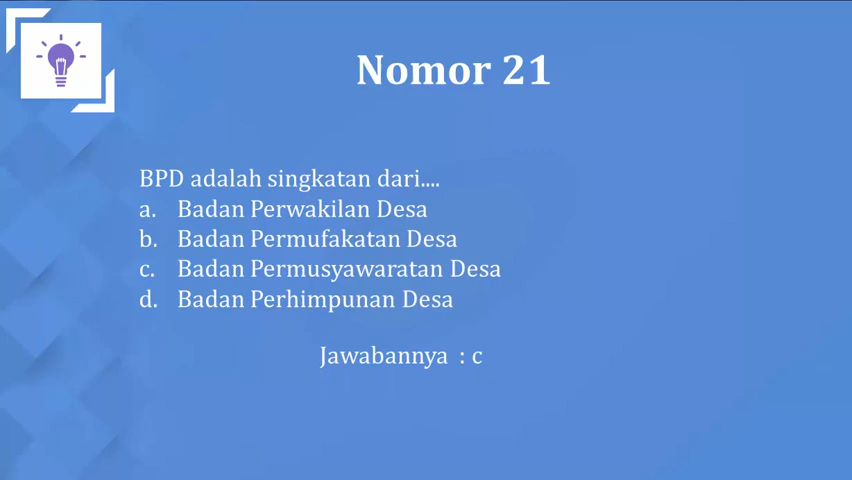 Nomor 21
BPD adalah singkatan dari....
a. Badan Perwakilan Desa
b. Badan Permufakatan Desa
c. Badan Permusyawaratan Desa
d. Badan Perhimpunan Desa
Jawabannya : c